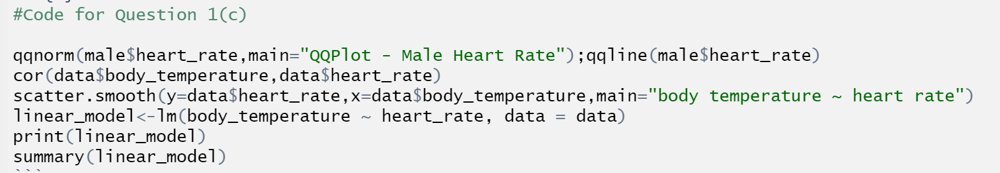 #Code for Question 1(c)
qqnorm(male$heart_rate,main="QQPlot - Male Heart Rate");qqline(male$heart_rate)
cor(data$body_temperature,data$heart_rate)
scatter.smooth(y=data$heart_rate,x=data$body_temperature,main="body temperature ~ heart rate")
linear_model<-lm(body_temperature ~ heart_rate, data = data)
print(linear_model)
summary(linear_model)
```